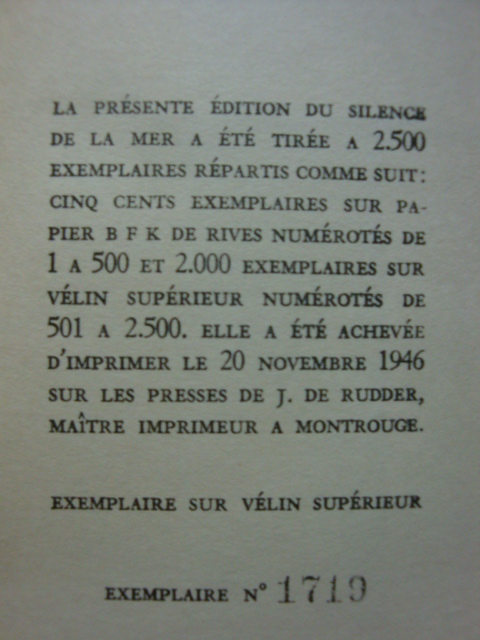 LA PRÉSENTE ÉDITION DU SILENCE
DE LA MER A ÉTÉ TIRÉE A 2.500
EXEMPLAIRES RÉPARTIS COMME SUIT:
CINQ CENTS EXEMPLAIRES SUR PA-
PIER B F K DE RIVES NUMÉROTÉS DE
1 A 500 ET 2.000 EXEMPLAIRES SUR
VÉLIN SUPÉRIEUR NUMÉROTÉS DE
501 A 2.500. ELLE A ÉTÉ ACHEVÉE
D'IMPRIMER LE 20 NOVEMBRE 1946
SUR LES PRESSES DE J. DE RUDDER,
MAÎTRE IMPRIMEUR A MONTROUGE.
EXEMPLAIRE SUR VÉLIN SUPÉRIEUR
EXEMPLAIRE N° 1719